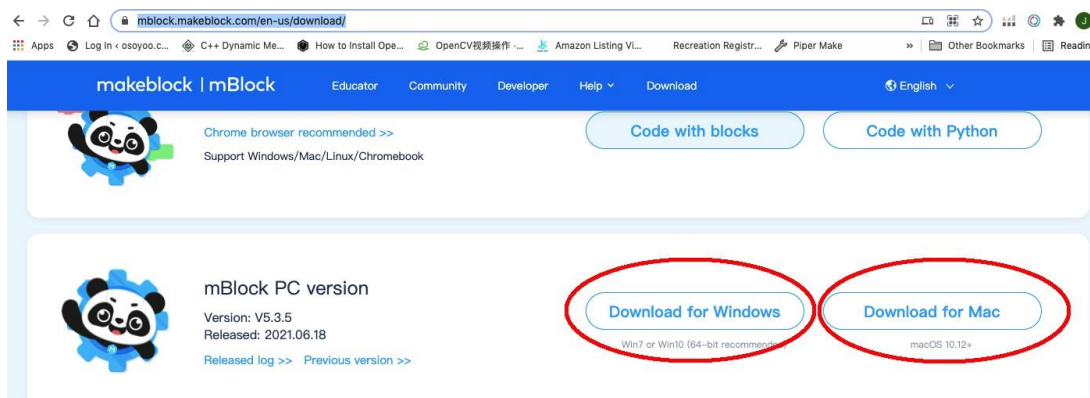 mblock.makeblock.com/en-us/download/
Apps Log In ‹ osoyoo.c... C++ Dynamic Me... How to Install Ope... OpenCV视频操作 -... Amazon Listing Vi... Recreation Registr... Piper Make » Other Bookmarks Readin
makeblock | mBlock Educator Community Developer Help Download English
Chrome browser recommended >>
Support Windows/Mac/Linux/Chromebook
Code with blocks Code with Python
mBlock PC version
Version: V5.3.5
Released: 2021.06.18
Released log >> Previous version >>
Download for Windows Download for Mac
Win7 or Win10 (64-bit recommended) macOS 10.12+